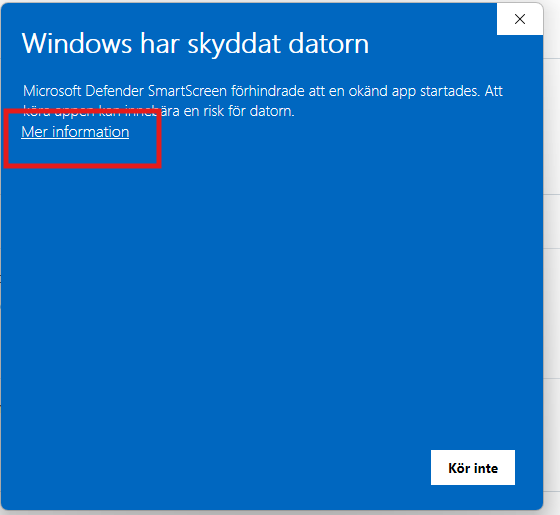 Windows har skyddat datorn
Microsoft Defender SmartScreen förhindrade att en okänd app startades. Att
köra appen kan innebära en risk för datorn.
Mer information
Kör inte